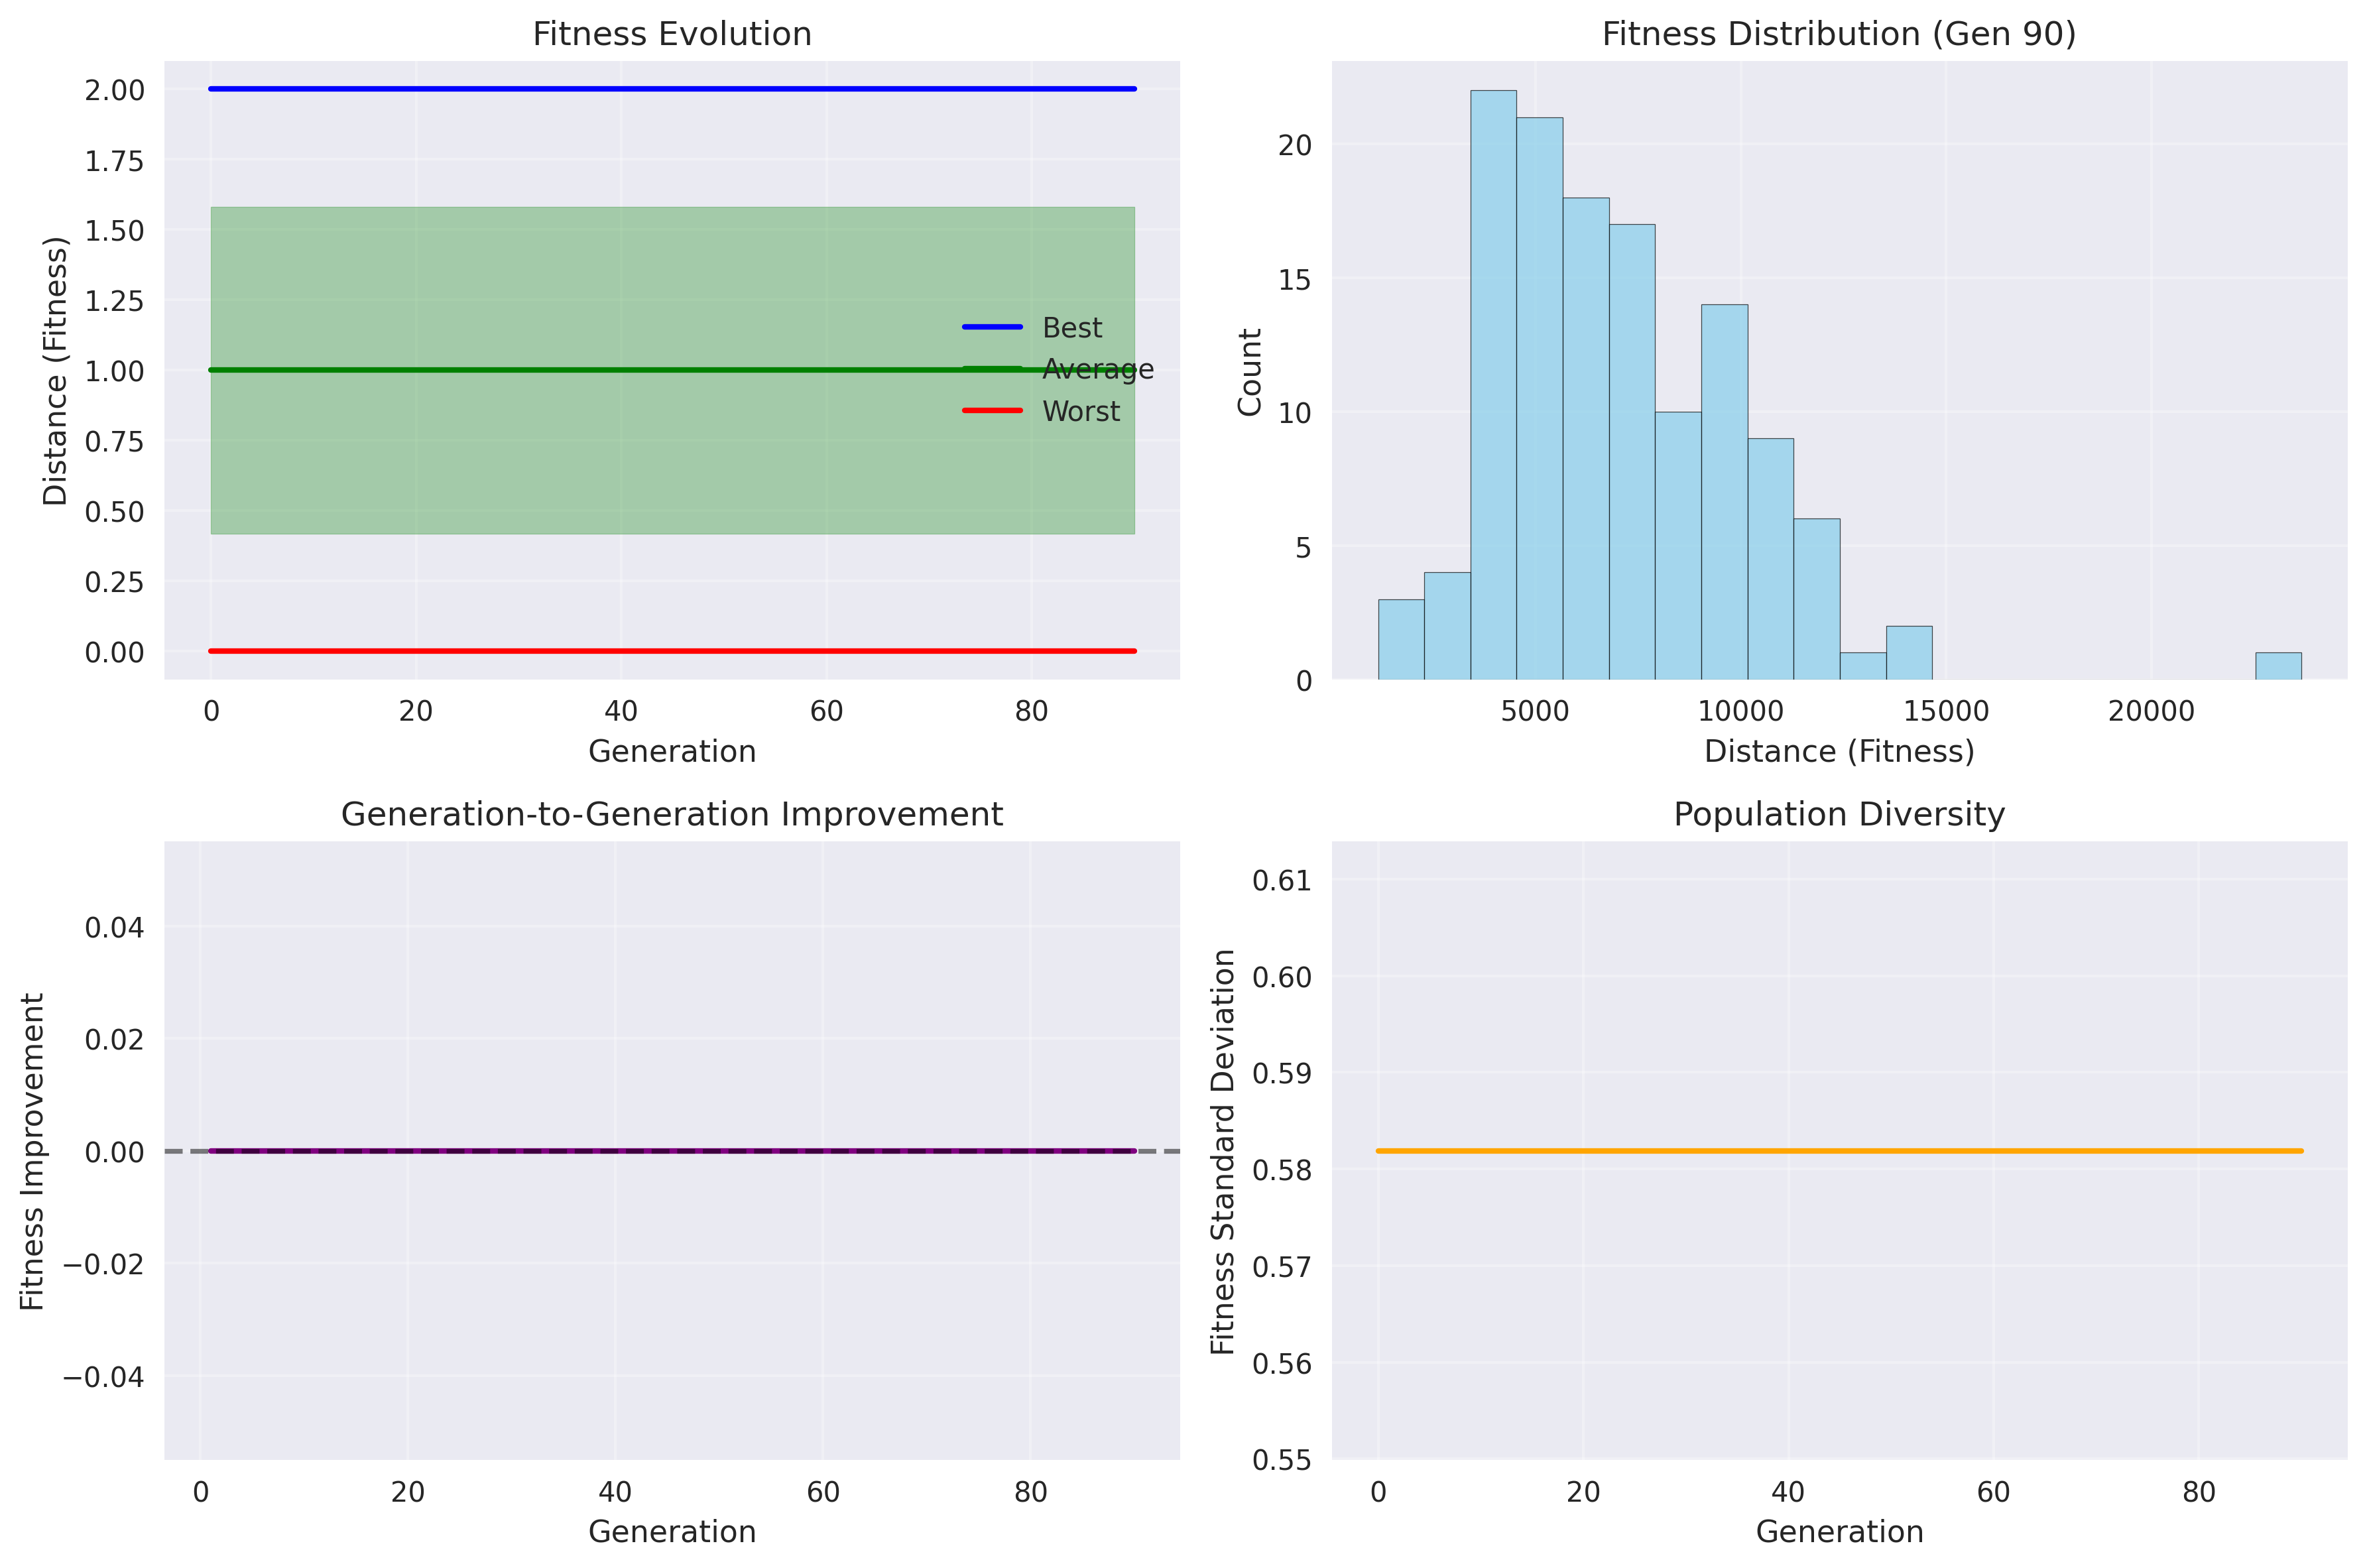 Fitness Evolution
2.00
1.75
1.50
1.25
1.00
0.75
0.50
0.25
0.00
Distance (Fitness)
Best
Average
Worst
0 20 40 60 80
Generation
Fitness Distribution (Gen 90)
20
15
10
5
0
Count
5000 10000 15000 20000
Distance (Fitness)
Generation-to-Generation Improvement
0.04
0.02
0.00
−0.02
−0.04
Fitness Improvement
0 20 40 60 80
Generation
Population Diversity
0.61
0.60
0.59
0.58
0.57
0.56
0.55
Fitness Standard Deviation
0 20 40 60 80
Generation